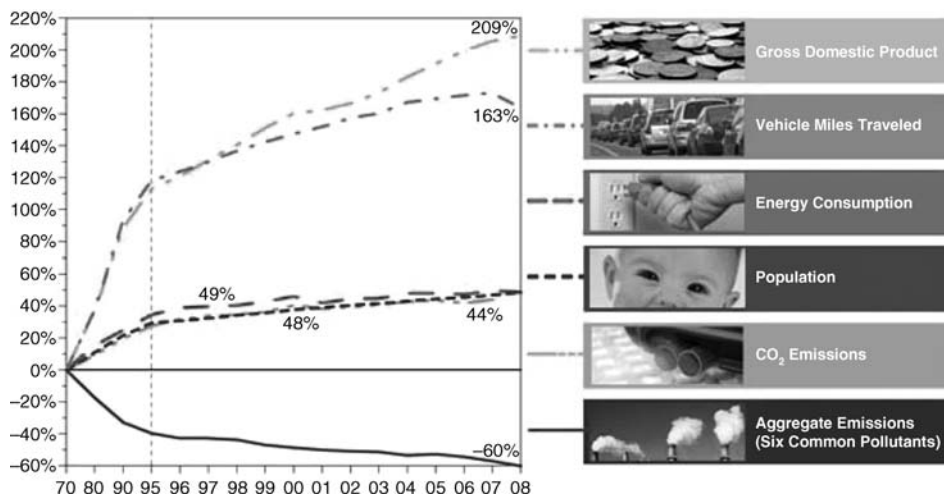 220%
200%
180%
160%
140%
120%
100%
80%
60%
40%
20%
0%
–20%
–40%
–60%
209%
163%
49%
48%
44%
–60%
70 80 90 95 96 97 98 99 00 01 02 03 04 05 06 07 08
Gross Domestic Product
Vehicle Miles Traveled
Energy Consumption
Population
CO₂ Emissions
Aggregate Emissions
(Six Common Pollutants)